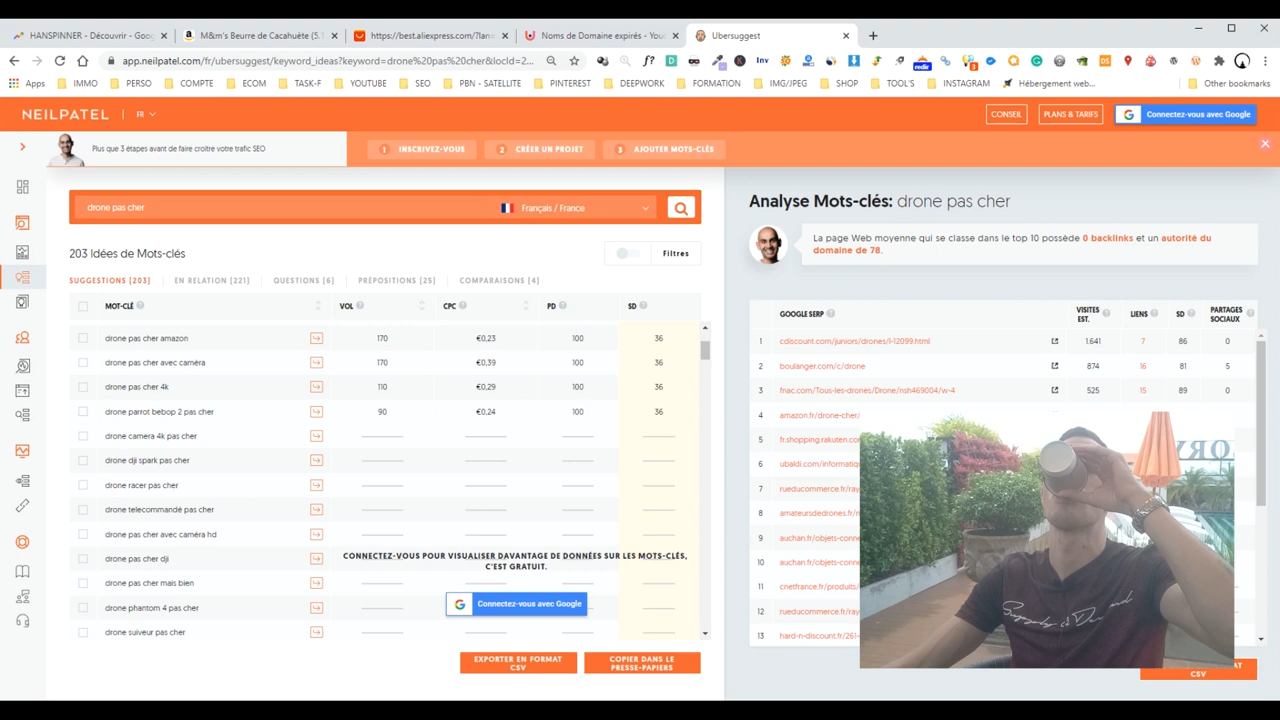 HANSPINNER - Découvrir - Goog
M&m's Beurre de Cacahuète (5.1
https://best.aliexpress.com/?lan=
Noms de Domaine expirés - You
Ubersuggest
app.neilpatel.com/fr/ubersuggest/keyword_ideas?keyword=drone%20pas%20cher&locId=2...
Apps
IMMO
PERSO
COMPTE
ECOM
TASK-F
YOUTUBE
SEO
PBN - SATELLITE
PINTEREST
DEEPWORK
FORMATION
IMG/JPEG
SHOP
TOOL'S
INSTAGRAM
Hébergement web...
Other bookmarks
NEILPATEL
FR
CONSEIL
PLANS & TARIFS
Connectez-vous avec Google
Plus que 3 étapes avant de faire croitre votre trafic SEO
1 INSCRIVEZ-VOUS
2 CRÉER UN PROJET
3 AJOUTER MOTS-CLÉS
drone pas cher
Français / France
203 Idées de Mots-clés
Filtres
SUGGESTIONS [203]
EN RELATION [221]
QUESTIONS [6]
PRÉPOSITIONS [25]
COMPARAISONS [4]
MOT-CLÉ VOL CPC PD SD
drone pas cher amazon 170 €0,23 100 36
drone pas cher avec caméra 170 €0,39 100 36
drone pas cher 4k 110 €0,29 100 36
drone parrot bebop 2 pas cher 90 €0,24 100 36
drone camera 4k pas cher
drone dji spark pas cher
drone racer pas cher
drone telecommandé pas cher
drone pas cher avec caméra hd
drone pas cher dji
drone pas cher mais bien
drone phantom 4 pas cher
drone suiveur pas cher
CONNECTEZ-VOUS POUR VISUALISER DAVANTAGE DE DONNÉES SUR LES MOTS-CLÉS,
C'EST GRATUIT.
Connectez-vous avec Google
EXPORTER EN FORMAT
CSV
COPIER DANS LE
PRESSE-PAPIERS
Analyse Mots-clés: drone pas cher
La page Web moyenne qui se classe dans le top 10 possède 0 backlinks et un autorité du
domaine de 78.
GOOGLE SERP
VISITES
EST.
LIENS
SD
PARTAGES
SOCIAUX
1 cdiscount.com/juniors/drones/l-12099.html 1.641 7 86 0
2 boulanger.com/c/drone 874 16 81 5
3 fnac.com/Tous-les-drones/Drone/nsh469004/w-4 525 15 89 0
4 amazon.fr/drone-cher/
5 fr.shopping.rakuten.co
6 ubaldi.com/informatiq
7 rueducommerce.fr/ray
8 amateursdedrones.fr/
9 auchan.fr/objets-conne
10 auchan.fr/objets-conne
11 cnetfrance.fr/produits/
12 rueducommerce.fr/ray
13 hard-n-discount.fr/261-
CSV